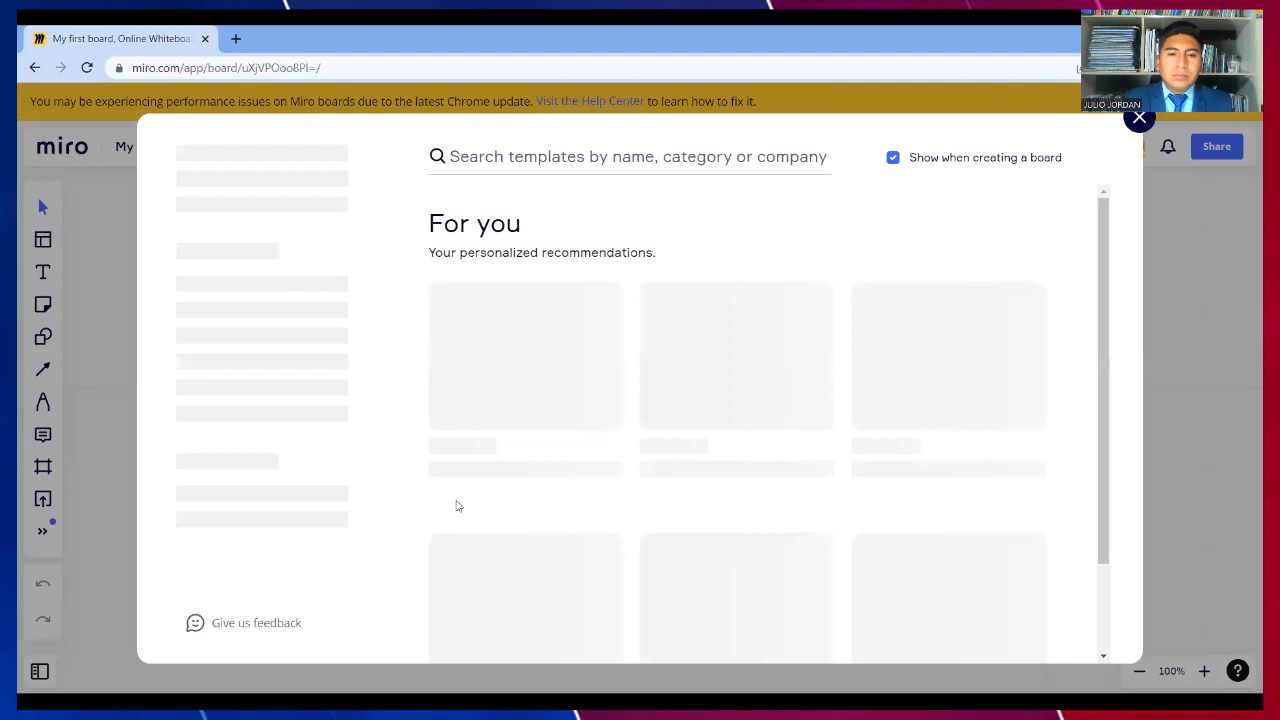 My first board, Online Whiteboa
miro.com/app/board/uXjVPOoo8PI=/
You may be experiencing performance issues on Miro boards due to the latest Chrome update. Visit the Help Center to learn how to fix it.
JULIO JORDAN
miro
My
Share
Search templates by name, category or company
Show when creating a board
For you
Your personalized recommendations.
Give us feedback
100%